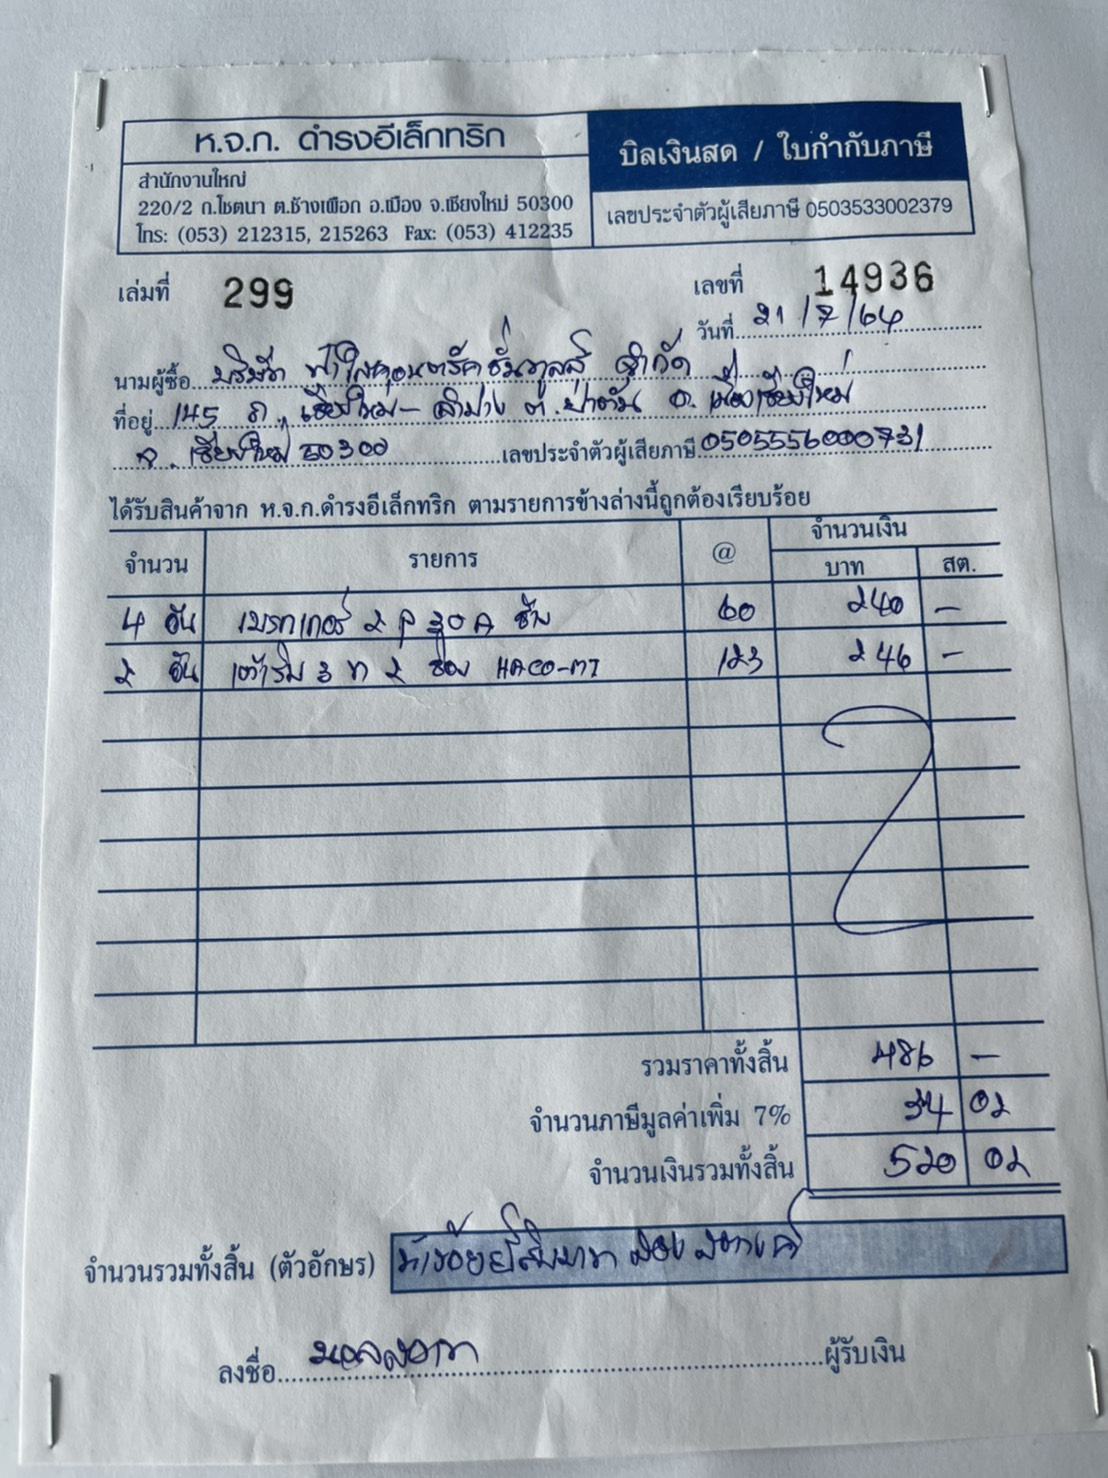 ห.จ.ก. ดำรงอีเล็กทริก
บิลเงินสด / ใบกำกับภาษี
สำนักงานใหญ่
220/2 ถ.โชตนา ต.ช้างเผือก อ.เมือง จ.เชียงใหม่ 50300
โทร: (053) 212315, 215263 Fax: (053) 412235
เลขประจำตัวผู้เสียภาษี 0503533002379
เล่มที่ 299
เลขที่ 14936
วันที่ 21/7/64
นามผู้ซื้อ บริษัท ฟ้าใสคอนสตรัคชั่น จำกัด
ที่อยู่ 145 ถ. เชียงใหม่-ลำปาง ต.ป่าตัน อ. เมืองเชียงใหม่
จ. เชียงใหม่ 50300 เลขประจำตัวผู้เสียภาษี 0505556000731
ได้รับสินค้าจาก ห.จ.ก.ดำรงอีเล็กทริก ตามรายการข้างล่างนี้ถูกต้องเรียบร้อย
จำนวน รายการ @ จำนวนเงิน
บาท สต.
4 อัน เบรกเกอร์ 2 P 30 A ช้าง 60 240 -
2 อัน เต้ารับ 3 ขา 2 ช่อง HACO 123 246 -
รวมราคาทั้งสิ้น 486 -
จำนวนภาษีมูลค่าเพิ่ม 7% 34 02
จำนวนเงินรวมทั้งสิ้น 520 02
จำนวนรวมทั้งสิ้น (ตัวอักษร) ห้าร้อยยี่สิบบาท สองสตางค์
ลงชื่อ ผู้รับเงิน